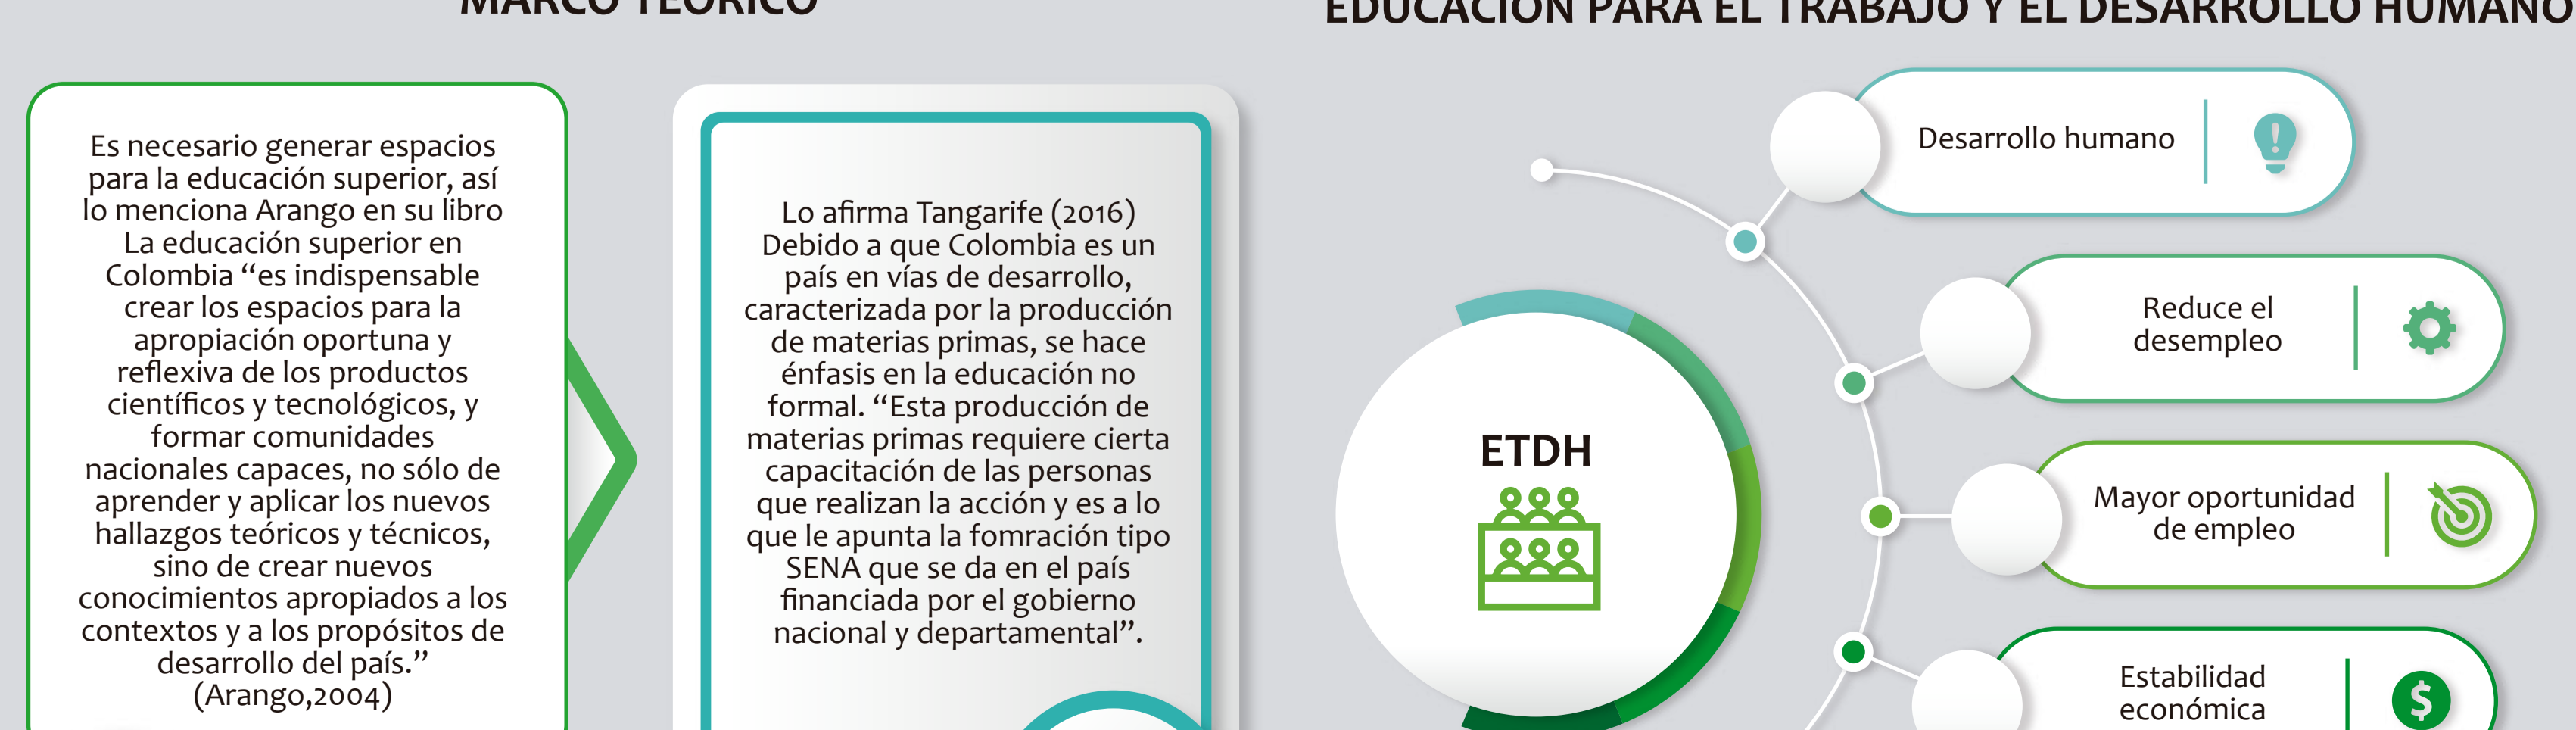 MARCO TEÓRICO
Es necesario generar espacios
para la educación superior, así
lo menciona Arango en su libro
La educación superior en
Colombia “es indispensable
crear los espacios para la
apropiación oportuna y
reflexiva de los productos
científicos y tecnológicos, y
formar comunidades
nacionales capaces, no sólo de
aprender y aplicar los nuevos
hallazgos teóricos y técnicos,
sino de crear nuevos
conocimientos apropiados a los
contextos y a los propósitos de
desarrollo del país.”
(Arango,2004)
Lo afirma Tangarife (2016)
Debido a que Colombia es un
país en vías de desarrollo,
caracterizada por la producción
de materias primas, se hace
énfasis en la educación no
formal. “Esta producción de
materias primas requiere cierta
capacitación de las personas
que realizan la acción y es a lo
que le apunta la fomración tipo
SENA que se da en el país
financiada por el gobierno
nacional y departamental”.
EDUCACIÓN PARA EL TRABAJO Y EL DESARROLLO HUMANO
ETDH
Desarrollo humano
Reduce el
desempleo
Mayor oportunidad
de empleo
Estabilidad
económica
$